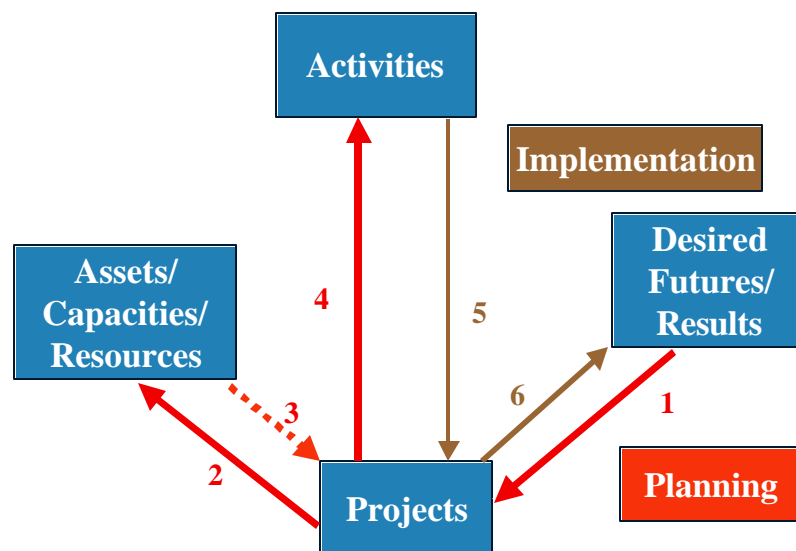 Activities
Implementation
Assets/
Capacities/
Resources
Desired
Futures/
Results
4
5
3
6
1
2
Projects
Planning